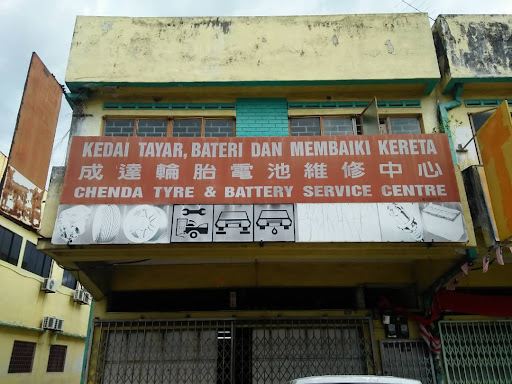 KEDAI TAYAR, BATERI DAN MEMBAIKI KERETA
成達輪胎電池維修中心
CHENDA TYRE & BATTERY SERVICE CENTRE